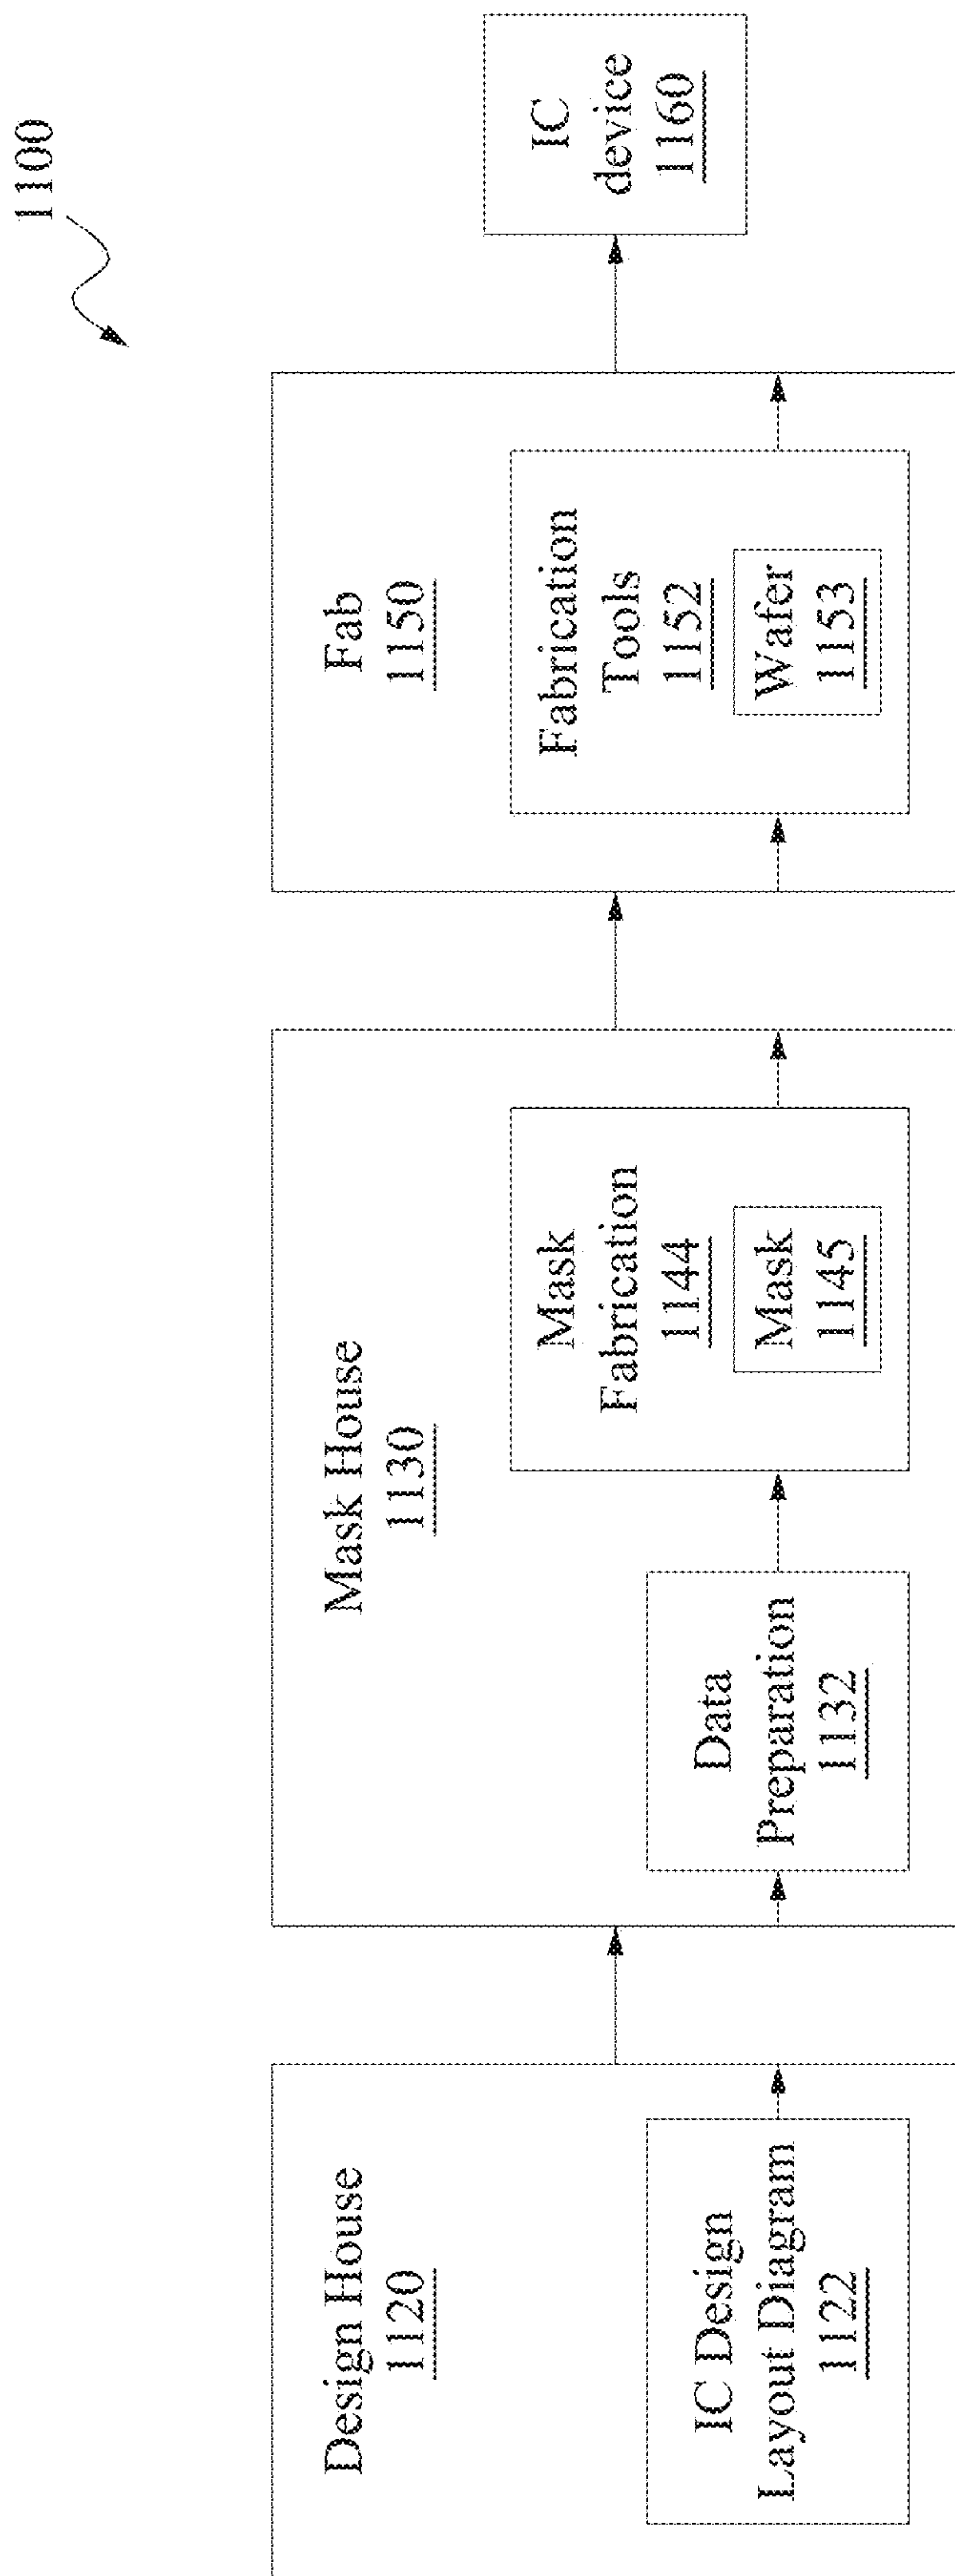 1100
Design House
1120
IC Design
Layout Diagram
1122
Mask House
1130
Data
Preparation
1132
Mask
Fabrication
1144
Mask
1145
Fab
1150
Fabrication
Tools
1152
Wafer
1153
IC
device
1160